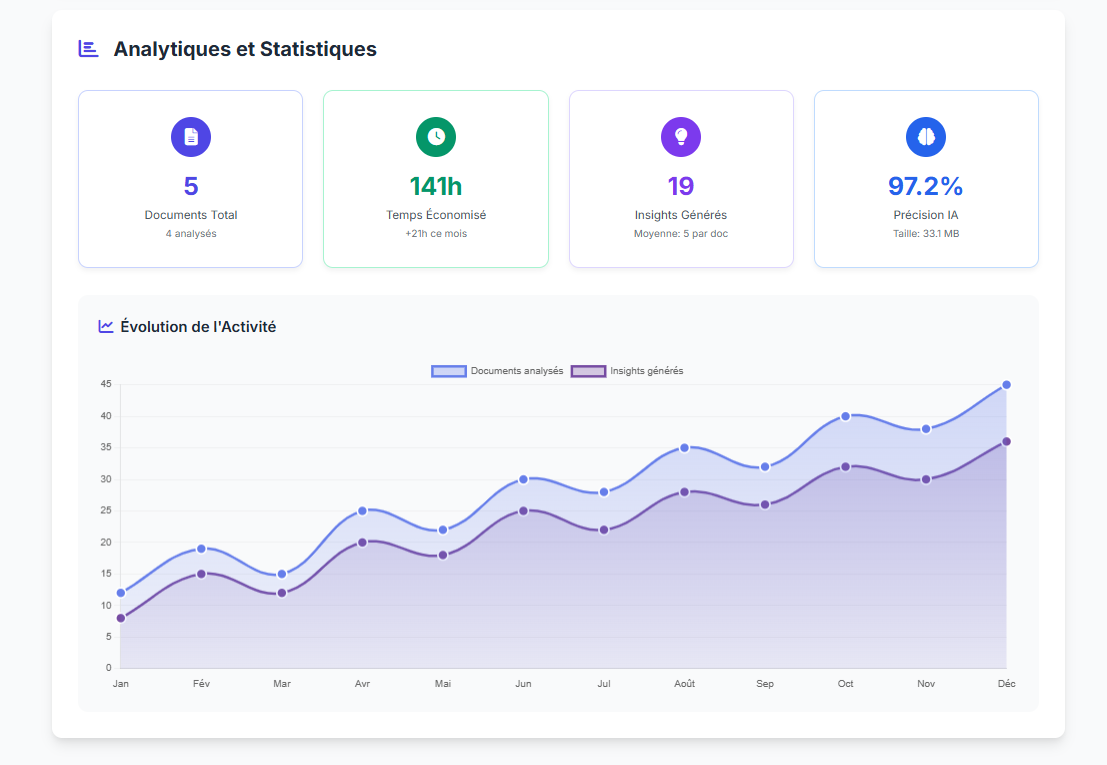 Analytiques et Statistiques
5
Documents Total
4 analysés
141h
Temps Économisé
+21h ce mois
19
Insights Générés
Moyenne: 5 par doc
97.2%
Précision IA
Taille: 33.1 MB
Évolution de l'Activité
Documents analysés Insights générés
45
40
35
30
25
20
15
10
5
0
Jan Fév Mar Avr Mai Jun Jul Août Sep Oct Nov Déc